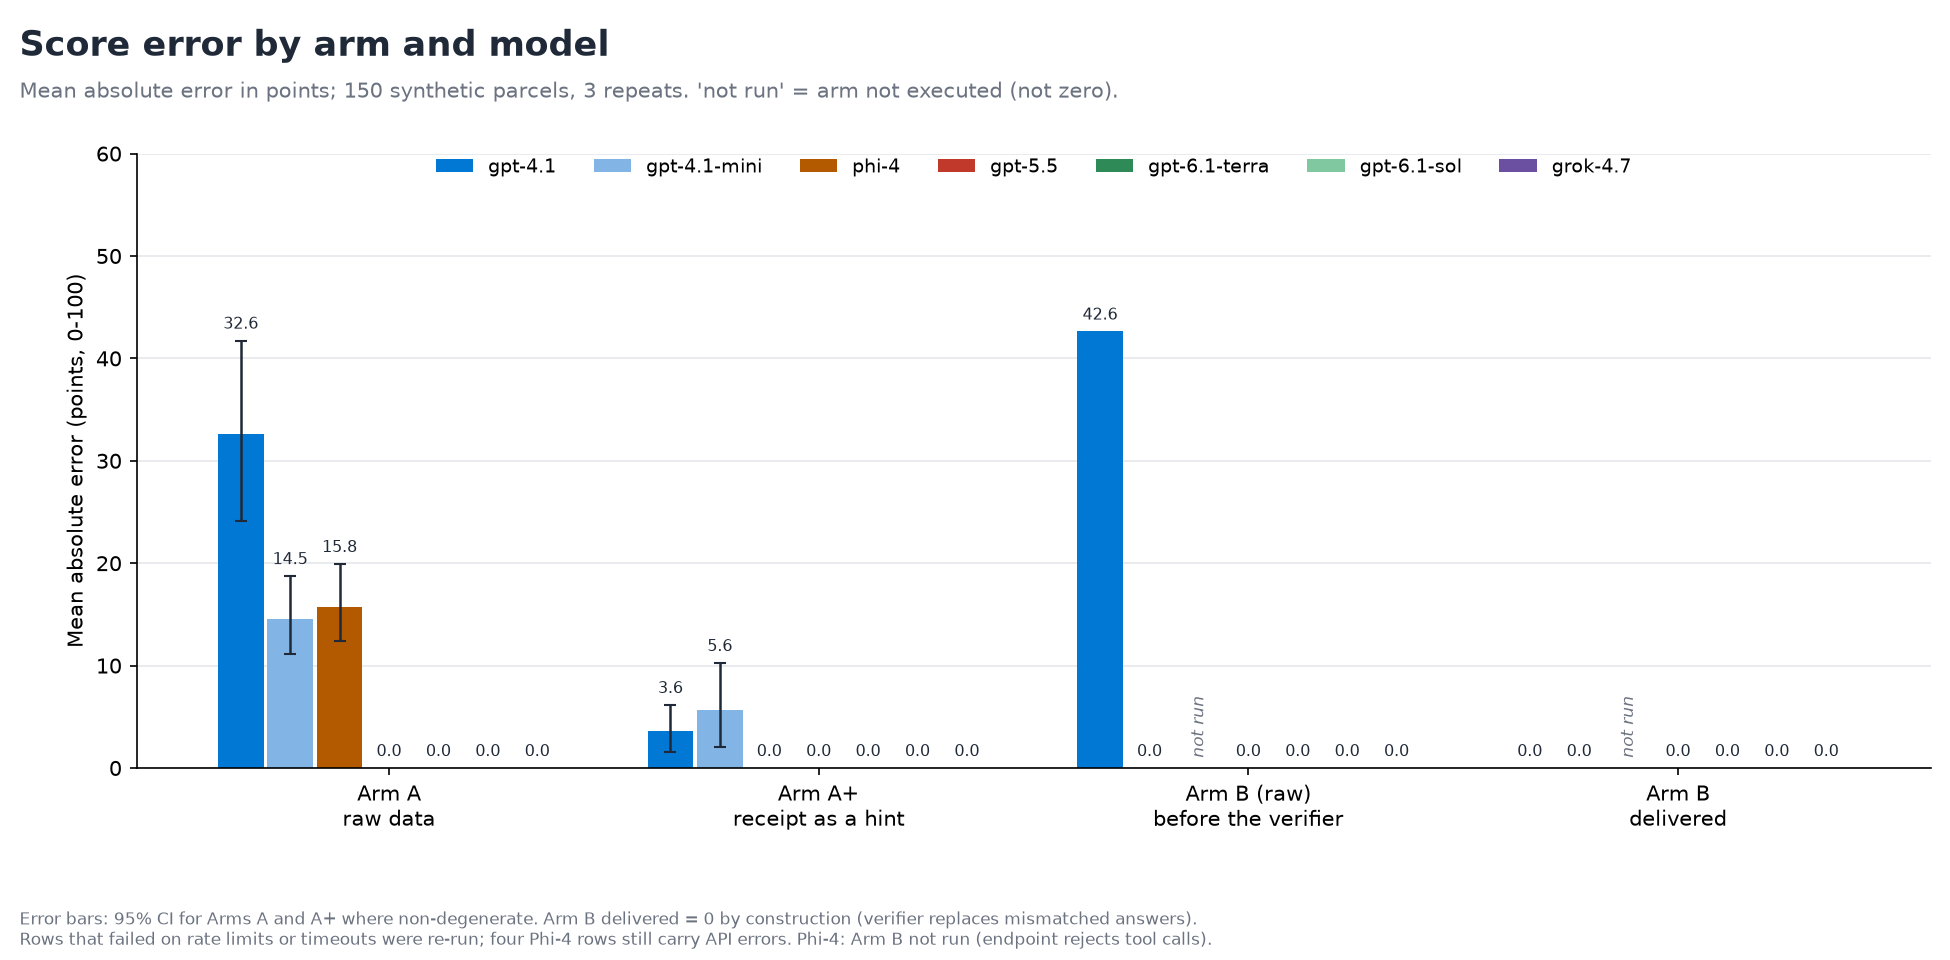 Score error by arm and model
Mean absolute error in points; 150 synthetic parcels, 3 repeats. 'not run' = arm not executed (not zero).
gpt-4.1 gpt-4.1-mini phi-4 gpt-5.5 gpt-6.1-terra gpt-6.1-sol grok-4.7
Mean absolute error (points, 0-100)
60
50
40
30
20
10
0
32.6 14.5 15.8 0.0 0.0 0.0 0.0
3.6 5.6 0.0 0.0 0.0 0.0 0.0
42.6 0.0 not run 0.0 0.0 0.0 0.0
0.0 0.0 not run 0.0 0.0 0.0 0.0
Arm A
raw data
Arm A+
receipt as a hint
Arm B (raw)
before the verifier
Arm B
delivered
Error bars: 95% CI for Arms A and A+ where non-degenerate. Arm B delivered = 0 by construction (verifier replaces mismatched answers).
Rows that failed on rate limits or timeouts were re-run; four Phi-4 rows still carry API errors. Phi-4: Arm B not run (endpoint rejects tool calls).